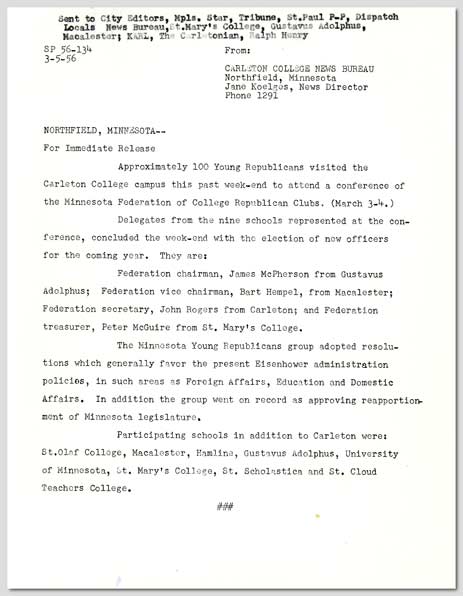 Sent to City Editors, Mpls. Star, Tribune, St.Paul P-P, Dispatch
Locals News Bureau,St.Mary's College, Gustavus Adolphus,
Macalester; KARL, The Carletonian, Ralph Henry
SP 56-134
3-5-56
From:
CARLETON COLLEGE NEWS BUREAU
Northfield, Minnesota
Jane Koelges, News Director
Phone 1291
NORTHFIELD, MINNESOTA--
For Immediate Release
Approximately 100 Young Republicans visited the
Carleton College campus this past week-end to attend a conference of
the Minnesota Federation of College Republican Clubs. (March 3-4.)
Delegates from the nine schools represented at the con-
ference, concluded the week-end with the election of new officers
for the coming year. They are:
Federation chairman, James McPherson from Gustavus
Adolphus; Federation vice chairman, Bart Hempel, from Macalester;
Federation secretary, John Rogers from Carleton; and Federation
treasurer, Peter McGuire from St. Mary's College.
The Minnesota Young Republicans group adopted resolu-
tions which generally favor the present Eisenhower administration
policies, in such areas as Foreign Affairs, Education and Domestic
Affairs. In addition the group went on record as approving reapportion-
ment of Minnesota legislature.
Participating schools in addition to Carleton were:
St.Olaf College, Macalester, Hamline, Gustavus Adolphus, University
of Minnesota, St. Mary's College, St. Scholastica and St. Cloud
Teachers College.
###